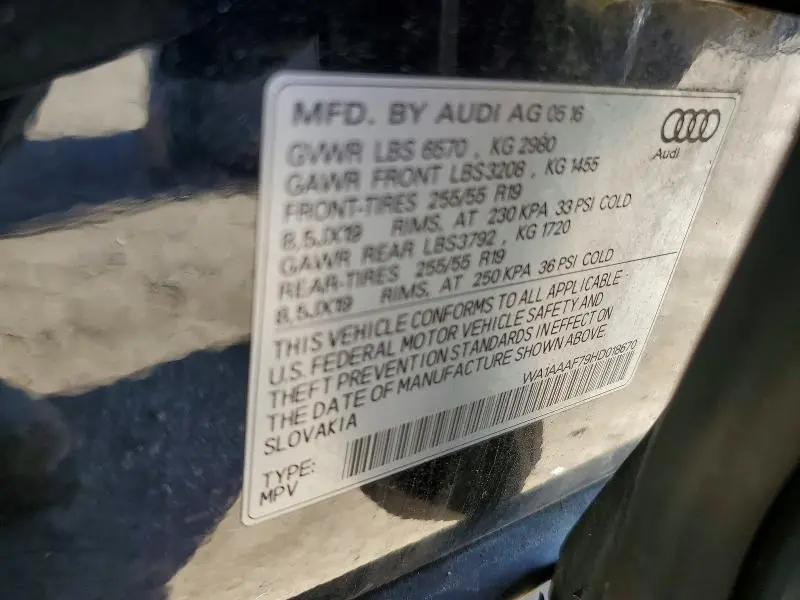 MFD. BY AUDI AG 05 16
GVWR LBS 6570 , KG 2980
GAWR FRONT LBS3208 , KG 1455
FRONT-TIRES 255/55 R19
8,5JX19 RIMS, AT 230 KPA 33 PSI COLD
GAWR REAR LBS3792 , KG 1720
REAR-TIRES 255/55 R19
8,5JX19 RIMS, AT 250 KPA 36 PSI COLD
THIS VEHICLE CONFORMS TO ALL APPLICABLE
U.S. FEDERAL MOTOR VEHICLE SAFETY AND
THEFT PREVENTION STANDARDS IN EFFECT ON
THE DATE OF MANUFACTURE SHOWN ABOVE.
SLOVAKIA
WA1AAAF79HD018670
TYPE:
MPV
Audi